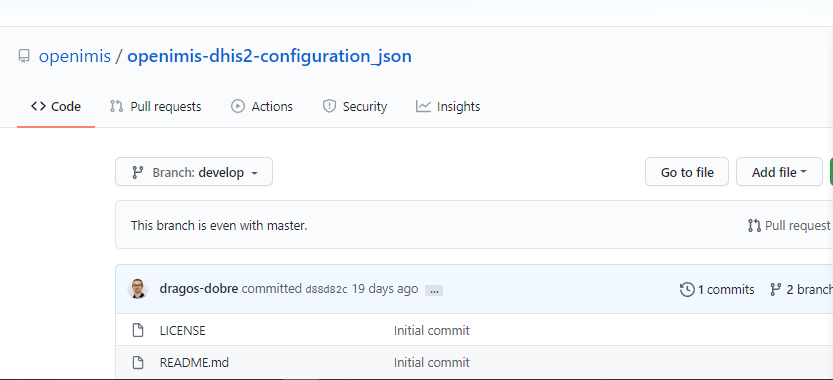 openimis / openimis-dhis2-configuration_json
Code Pull requests Actions Security Insights
Branch: develop Go to file Add file
This branch is even with master. Pull request
dragos-dobre committed d88d82c 19 days ago ... 1 commits 2 branch
LICENSE Initial commit
README.md Initial commit